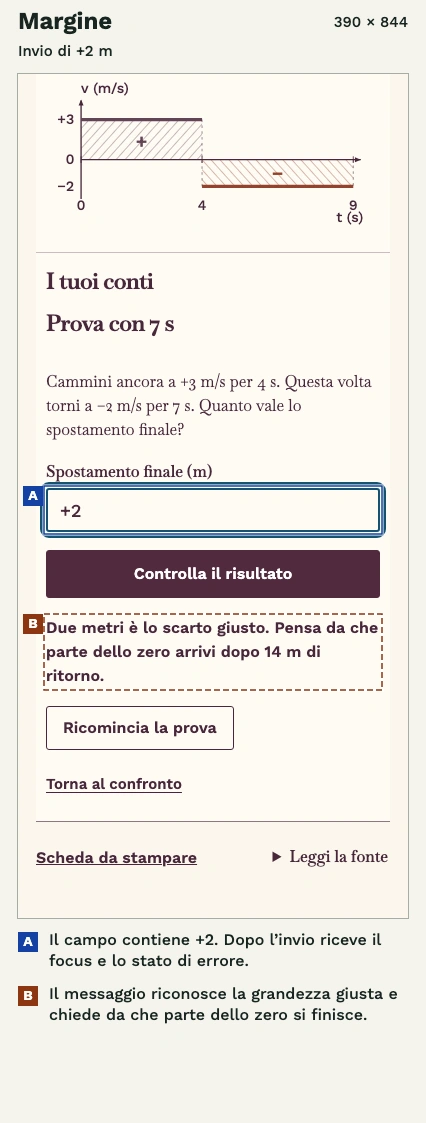 Margine
390 × 844
Invio di +2 m
v (m/s)
+3
+
0
−
−2
0
4
9
t (s)
I tuoi conti
Prova con 7 s
Cammini ancora a +3 m/s per 4 s. Questa volta
torni a −2 m/s per 7 s. Quanto vale lo
spostamento finale?
Spostamento finale (m)
A
+2
Controlla il risultato
B
Due metri è lo scarto giusto. Pensa da che
parte dello zero arrivi dopo 14 m di
ritorno.
Ricomincia la prova
Torna al confronto
Scheda da stampare
Leggi la fonte
A
Il campo contiene +2. Dopo l’invio riceve il
focus e lo stato di errore.
B
Il messaggio riconosce la grandezza giusta e
chiede da che parte dello zero si finisce.